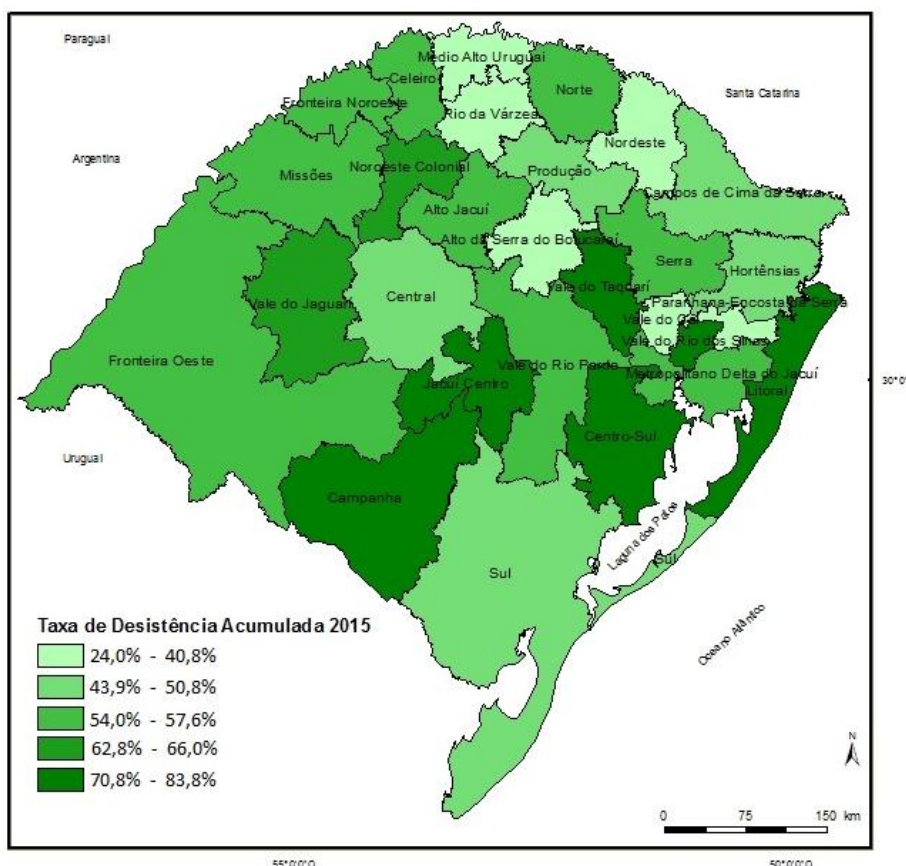 Paraguai
Medio Alto Uruguai
Celeiro
Norte
Santa Catarina
Fronteira Noroeste
Rio da Várzea
Nordeste
Argentina
Missões
Noroeste Colonial
Produção
Campos de Cima da Serra
Alto Jacuí
Alto da Serra do Botucaraí
Serra
Hortênsias
Vale do Jaguari
Central
Vale do Taquari
Paranhana-Encosta da Serra
Vale do Caí
Vale do Rio dos Sinos
Fronteira Oeste
Vale do Rio Pardo
Metropolitano Delta do Jacuí
Jacuí Centro
Litoral
30°0'
Centro-Sul
Uruguai
Campanha
Laguna dos Patos
Sul
Sul
Oceano Atlântico
Taxa de Desistência Acumulada 2015
24,0% - 40,8%
43,9% - 50,8%
54,0% - 57,6%
62,8% - 66,0%
70,8% - 83,8%
N
0 75 150 km
55°0'0"O 50°0'0"O